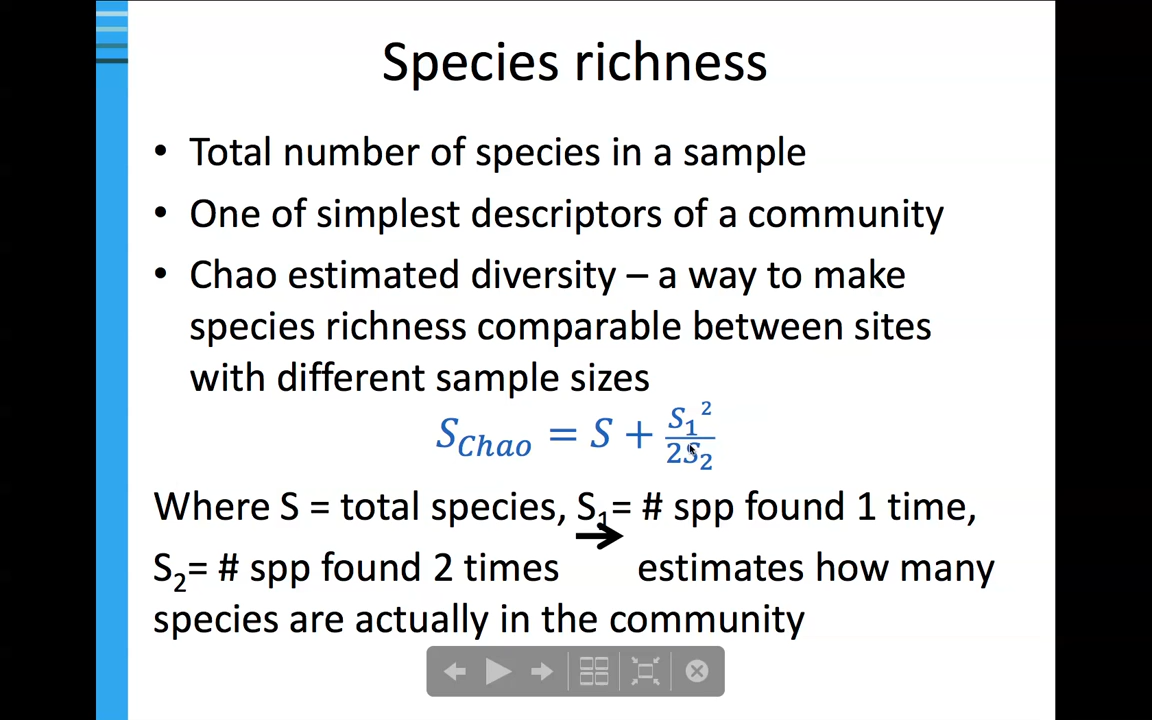 Species richness
• Total number of species in a sample
• One of simplest descriptors of a community
• Chao estimated diversity – a way to make
species richness comparable between sites
with different sample sizes
S_Chao = S + S₁² / 2S₂
Where S = total species, S₁= # spp found 1 time,
S₂= # spp found 2 times → estimates how many
species are actually in the community